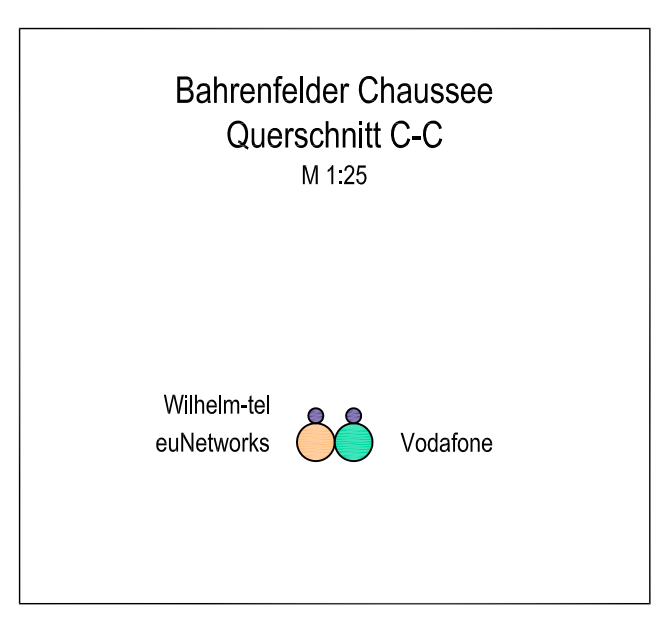 Bahrenfelder Chaussee
Querschnitt C-C
M 1:25
Wilhelm-tel
euNetworks
Vodafone